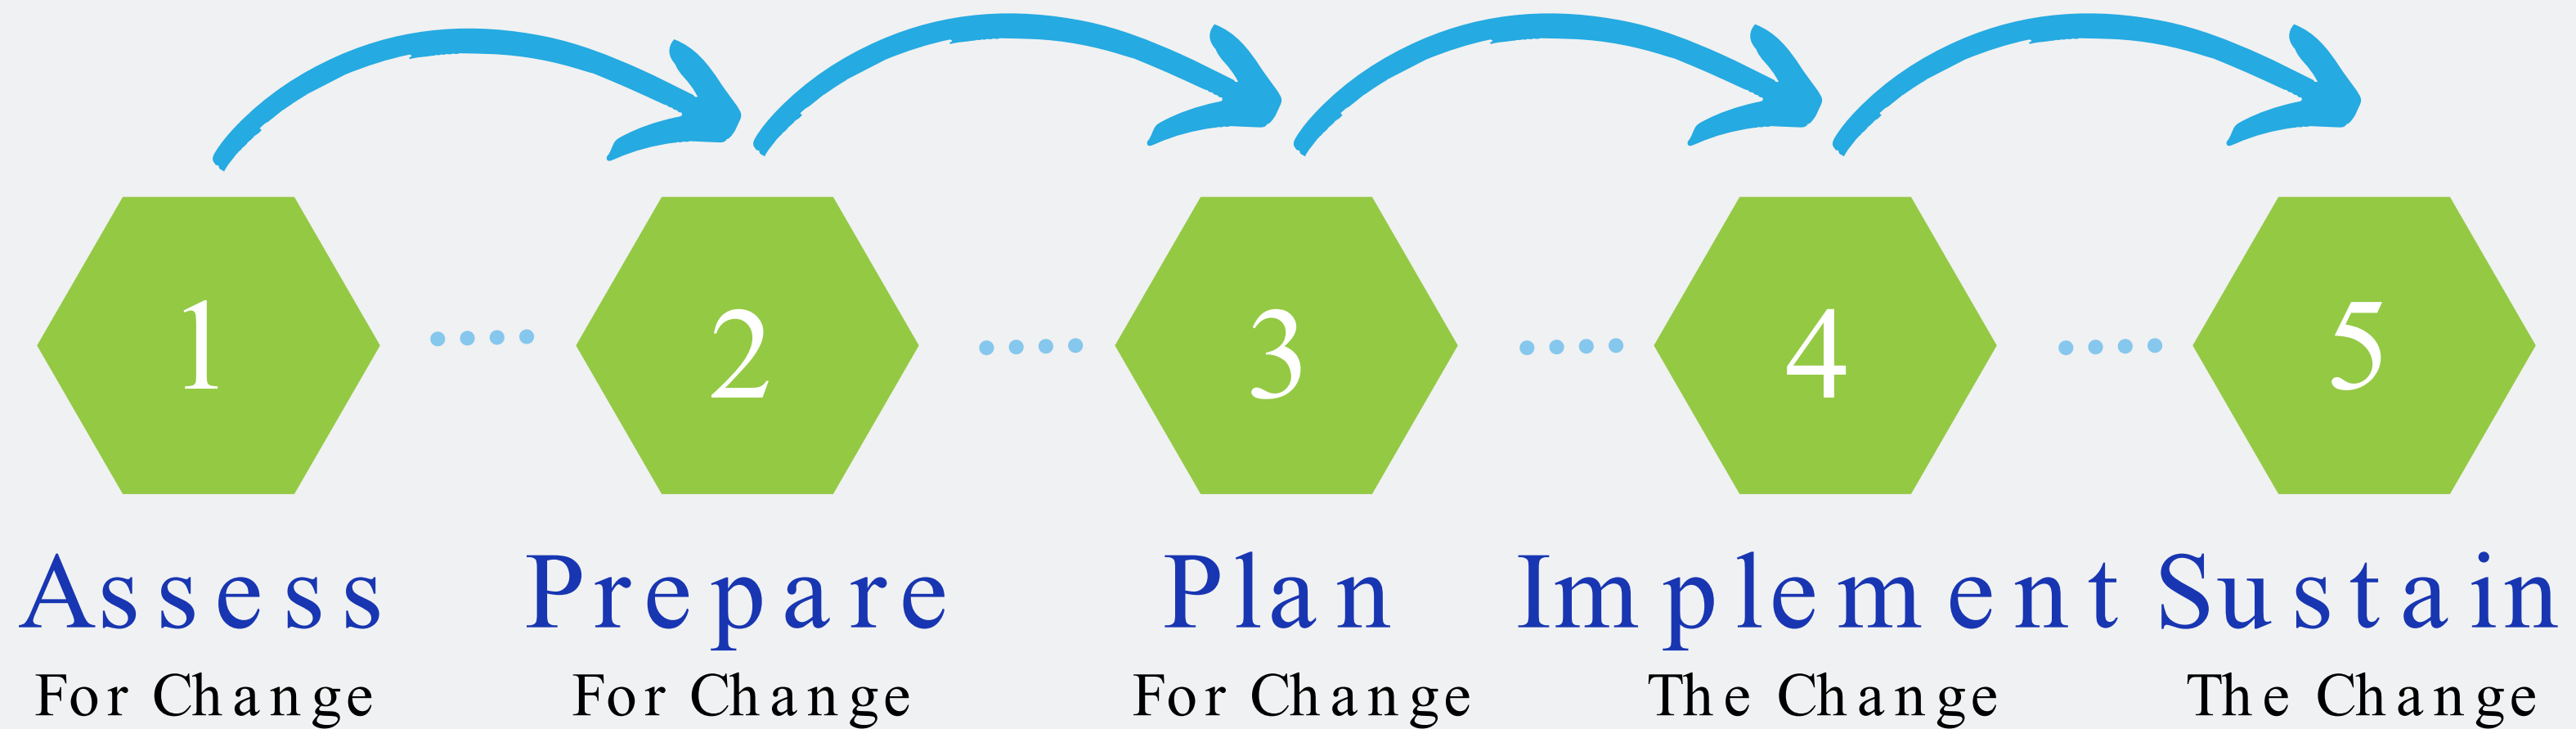 1 2 3 4 5
Assess Prepare Plan Implement Sustain
For Change For Change For Change The Change The Change